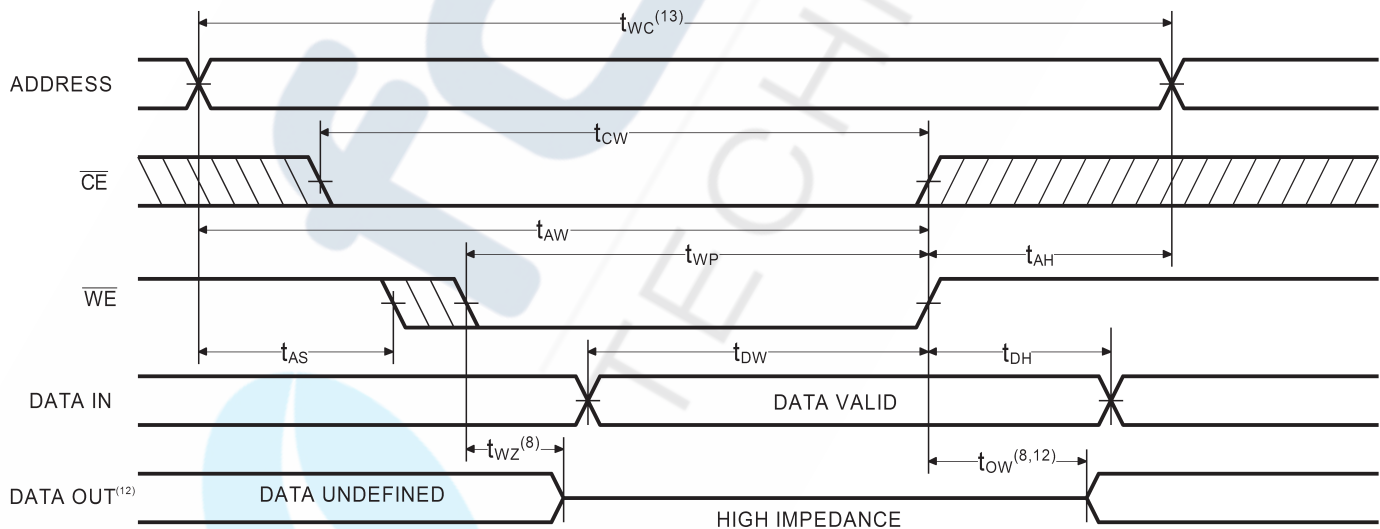 tWC(13)
ADDRESS
tCW
CE
tAW
tWP
tAH
WE
tAS
tDW
tDH
DATA IN
DATA VALID
tWZ(8)
tOW(8,12)
DATA OUT(12)
DATA UNDEFINED
HIGH IMPEDANCE